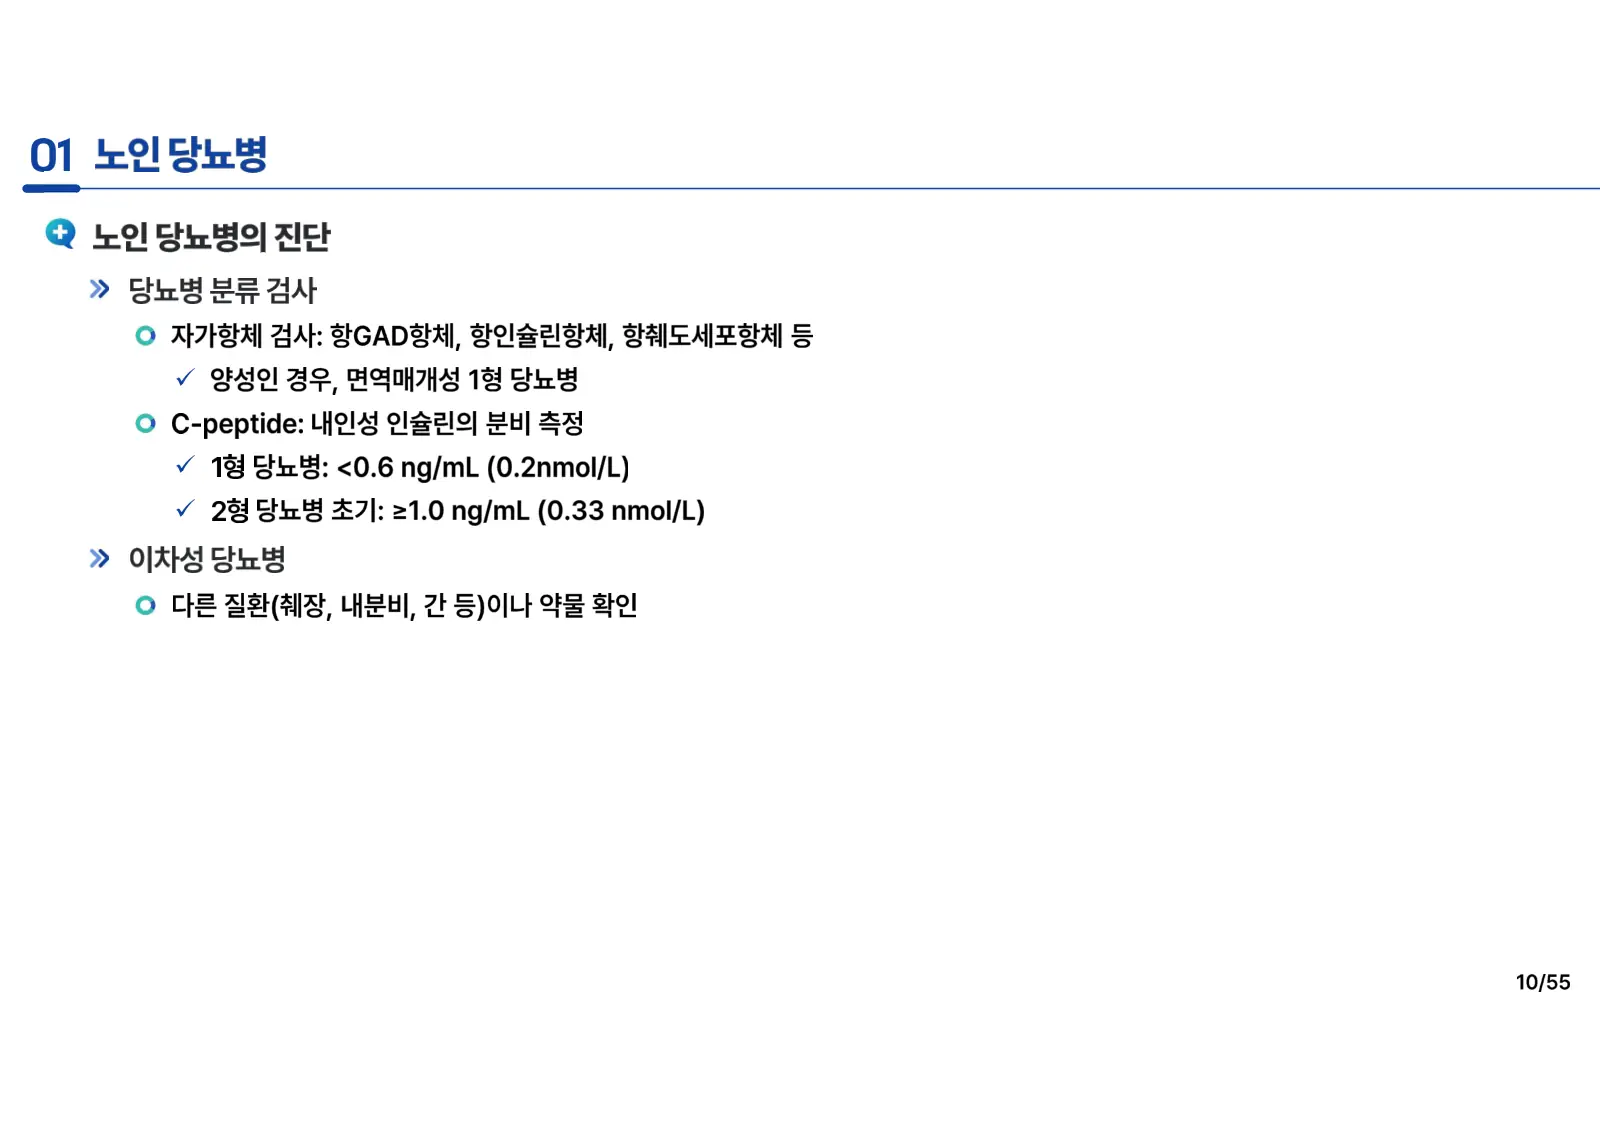 01 노인 당뇨병
노인 당뇨병의 진단
당뇨병 분류 검사
자가항체 검사: 항GAD항체, 항인슐린항체, 항췌도세포항체 등
양성인 경우, 면역매개성 1형 당뇨병
C-peptide: 내인성 인슐린의 분비 측정
1형 당뇨병: <0.6 ng/mL (0.2nmol/L)
2형 당뇨병 초기: ≥1.0 ng/mL (0.33 nmol/L)
이차성 당뇨병
다른 질환(췌장, 내분비, 간 등)이나 약물 확인
10/55